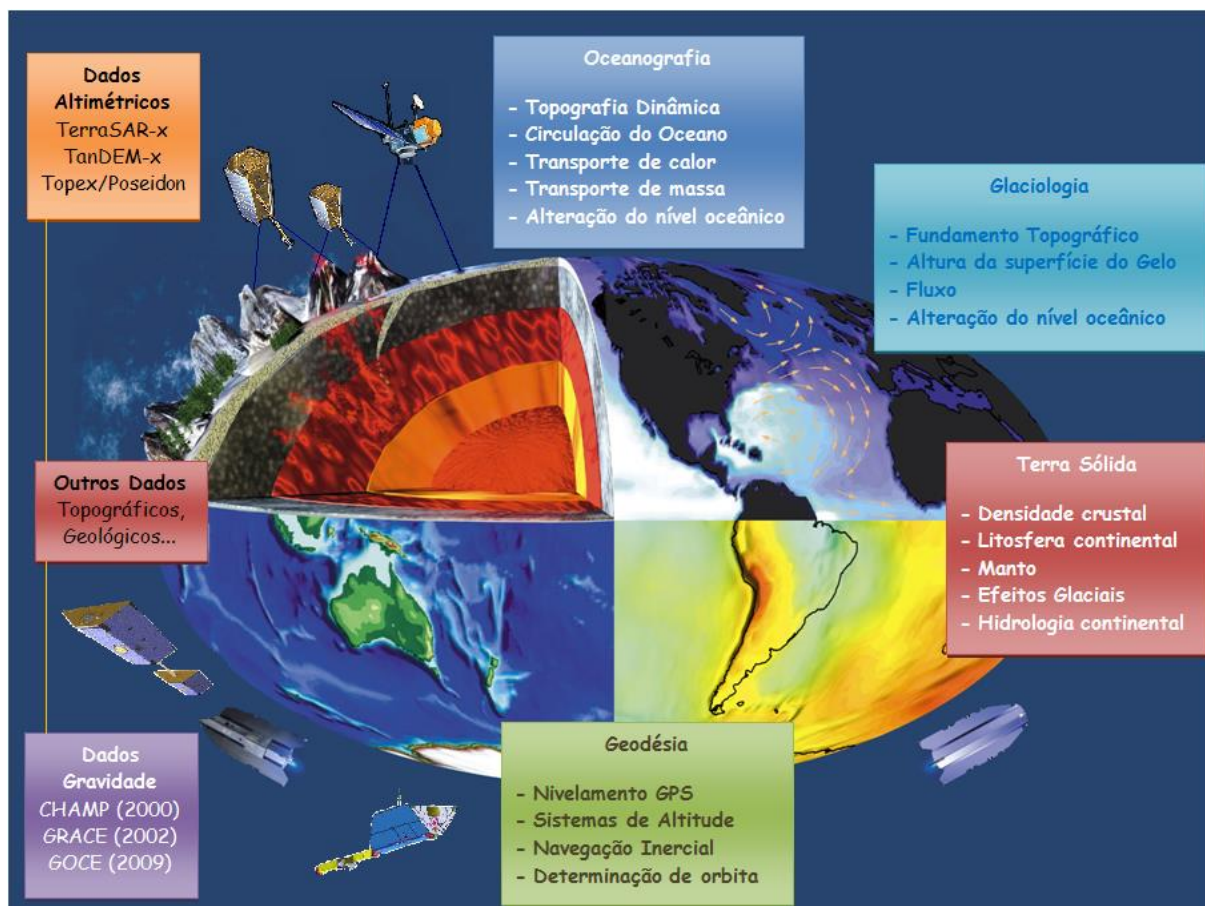 Dados
Altimétricos
TerraSAR-x
TanDEM-x
Topex/Poseidon
Oceanografia
- Topografia Dinâmica
- Circulação do Oceano
- Transporte de calor
- Transporte de massa
- Alteração do nível oceânico
Glaciologia
- Fundamento Topográfico
- Altura da superfície do Gelo
- Fluxo
- Alteração do nível oceânico
Outros Dados
Topográficos,
Geológicos...
Terra Sólida
- Densidade crustal
- Litosfera continental
- Manto
- Efeitos Glaciais
- Hidrologia continental
Dados
Gravidade
CHAMP (2000)
GRACE (2002)
GOCE (2009)
Geodésia
- Nivelamento GPS
- Sistemas de Altitude
- Navegação Inercial
- Determinação de orbita